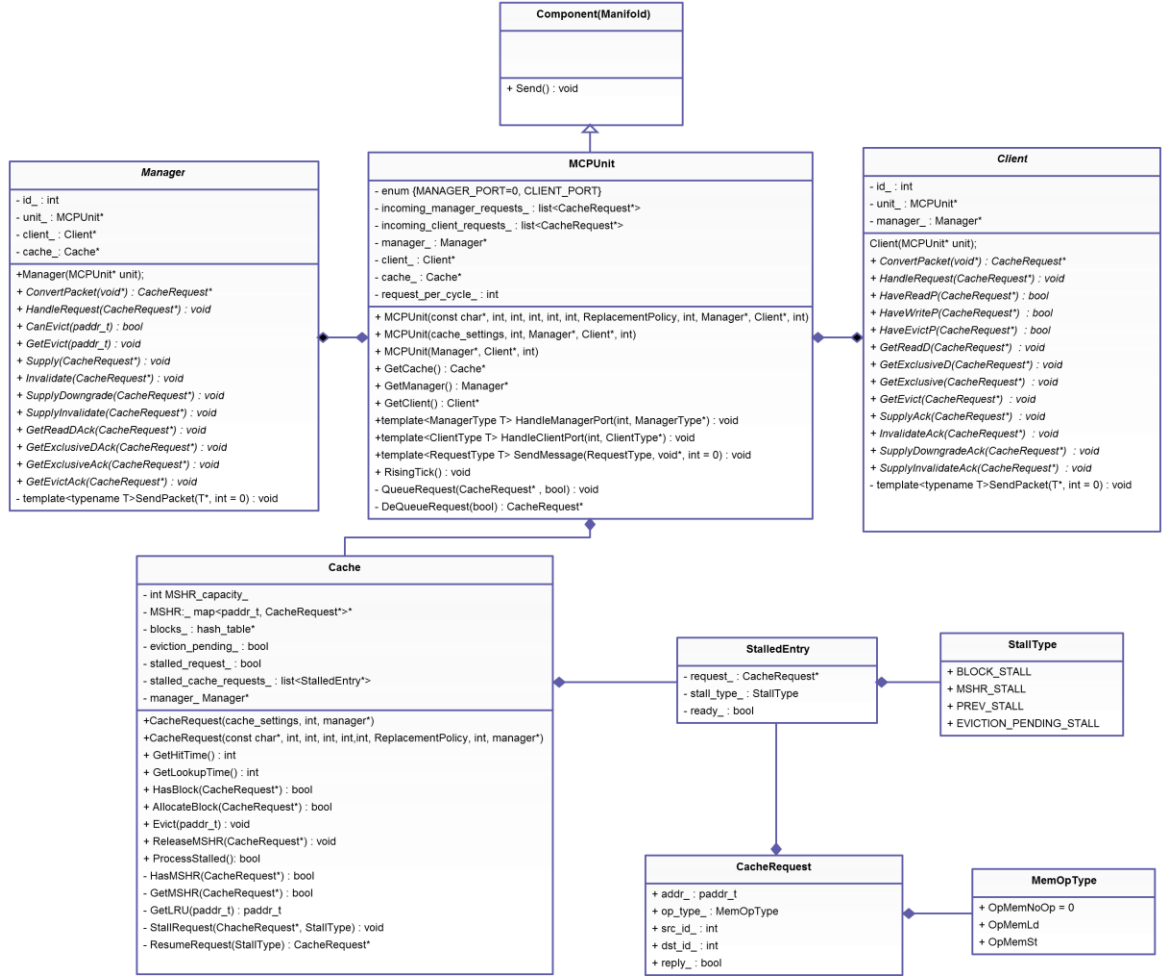 Component(Manifold)
+ Send() : void
Manager
- id_ : int
- unit_ : MCPUnit*
- client_ : Client*
- cache_: Cache*
+Manager(MCPUnit* unit);
+ ConvertPacket(void*) : CacheRequest*
+ HandleRequest(CacheRequest*) : void
+ CanEvict(paddr_t) : bool
+ GetEvict(paddr_t) : void
+ Supply(CacheRequest*) : void
+ Invalidate(CacheRequest*) : void
+ SupplyDowngrade(CacheRequest*) : void
+ SupplyInvalidate(CacheRequest*) : void
+ GetReadDAck(CacheRequest*) : void
+ GetExclusiveDAck(CacheRequest*) : void
+ GetExclusiveAck(CacheRequest*) : void
+ GetEvictAck(CacheRequest*) : void
- template<typename T>SendPacket(T*, int = 0) : void
MCPUnit
- enum {MANAGER_PORT=0, CLIENT_PORT}
- incoming_manager_requests_ : list<CacheRequest*>
- incoming_client_requests_ : list<CacheRequest*>
- manager_ : Manager*
- client_ : Client*
- cache_ : Cache*
- request_per_cycle_ : int
+ MCPUnit(const char*, int, int, int, int, int, ReplacementPolicy, int, Manager*, Client*, int)
+ MCPUnit(cache_settings, int, Manager*, Client*, int)
+ MCPUnit(Manager*, Client*, int)
+ GetCache() : Cache*
+ GetManager() : Manager*
+ GetClient() : Client*
+template<ManagerType T> HandleManagerPort(int, ManagerType*) : void
+template<ClientType T> HandleClientPort(int, ClientType*) : void
+template<RequestType T> SendMessage(RequestType, void*, int = 0) : void
+ RisingTick() : void
- QueueRequest(CacheRequest* , bool) : void
- DeQueueRequest(bool) : CacheRequest*
Client
- id_ : int
- unit_ : MCPUnit*
- manager_ : Manager*
Client(MCPUnit* unit);
+ ConvertPacket(void*) : CacheRequest*
+ HandleRequest(CacheRequest*) : void
+ HaveReadP(CacheRequest*) : bool
+ HaveWriteP(CacheRequest*) : bool
+ HaveEvictP(CacheRequest*) : bool
+ GetReadD(CacheRequest*) : void
+ GetExclusiveD(CacheRequest*) : void
+ GetExclusive(CacheRequest*) : void
+ GetEvict(CacheRequest*) : void
+ SupplyAck(CacheRequest*) : void
+ InvalidateAck(CacheRequest*) : void
+ SupplyDowngradeAck(CacheRequest*) : void
+ SupplyInvalidateAck(CacheRequest*) : void
- template<typename T>SendPacket(T*, int = 0) : void
Cache
- int MSHR_capacity_
- MSHR:_ map<paddr_t, CacheRequest*>*
- blocks_ : hash_table*
- eviction_pending_ : bool
- stalled_request_ : bool
- stalled_cache_requests_ : list<StalledEntry*>
- manager_ Manager*
+CacheRequest(cache_settings, int, manager*)
+CacheRequest(const char*, int, int, int, int,int, ReplacementPolicy, int, manager*)
+ GetHitTime() : int
+ GetLookupTime() : int
+ HasBlock(CacheRequest*) : bool
+ AllocateBlock(CacheRequest*) : bool
+ Evict(paddr_t) : void
+ ReleaseMSHR(CacheRequest*) : void
+ ProcessStalled(): bool
- HasMSHR(CacheRequest*) : bool
- GetMSHR(CacheRequest*) : bool
- GetLRU(paddr_t) : paddr_t
- StallRequest(ChacheRequest*, StallType) : void
- ResumeRequest(StallType) : CacheRequest*
StalledEntry
- request_ : CacheRequest*
- stall_type_ : StallType
- ready_ : bool
StallType
+ BLOCK_STALL
+ MSHR_STALL
+ PREV_STALL
+ EVICTION_PENDING_STALL
CacheRequest
+ addr_ : paddr_t
+ op_type_ : MemOpType
+ src_id_ : int
+ dst_id_ : int
+ reply_ : bool
MemOpType
+ OpMemNoOp = 0
+ OpMemLd
+ OpMemSt